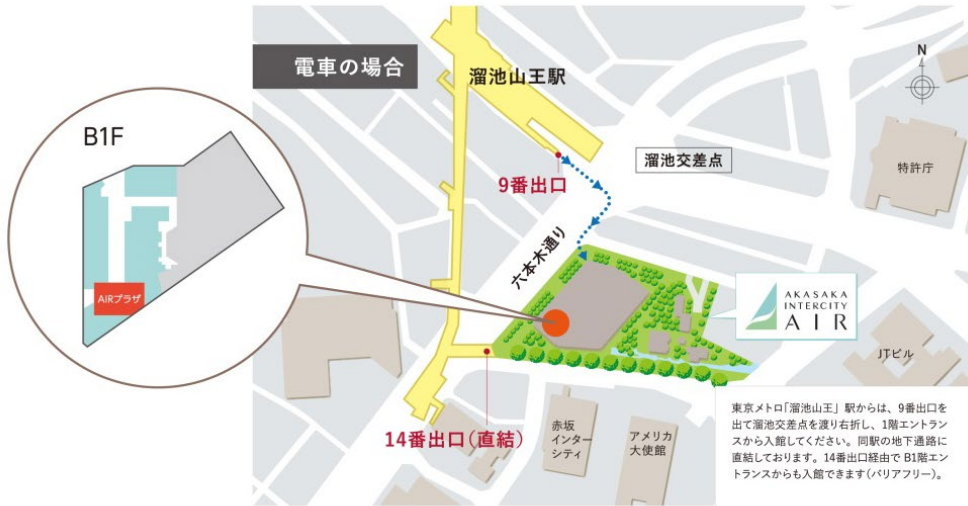 電車の場合
溜池山王駅
N
B1F
溜池交差点
特許庁
9番出口
六本木通り
AIRプラザ
AKASAKA
INTERCITY
AIR
JTビル
14番出口(直結)
赤坂
インター
シティ
アメリカ
大使館
東京メトロ「溜池山王」駅からは、9番出口を
出て溜池交差点を渡り右折し、1階エントラン
スから入館してください。同駅の地下通路に
直結しております。14番出口経由で B1階エン
トランスからも入館できます(バリアフリー)。